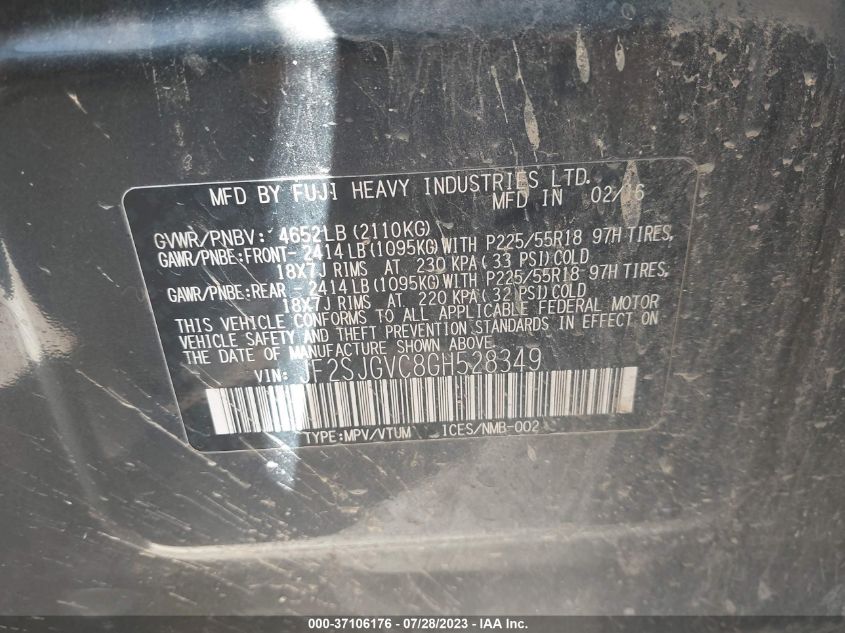 MFD BY FUJI HEAVY INDUSTRIES LTD.
MFD IN 02/16
GVWR/PNBV: 4652LB (2110KG)
GAWR/PNBE:FRONT- 2414LB (1095KG) WITH P225/55R18 97H TIRES,
18X7J RIMS AT 230 KPA ( 33 PSI) COLD
GAWR/PNBE:REAR - 2414LB (1095KG) WITH P225/55R18 97H TIRES,
18X7J RIMS AT 220 KPA ( 32 PSI) COLD
THIS VEHICLE CONFORMS TO ALL APPLICABLE FEDERAL MOTOR
VEHICLE SAFETY AND THEFT PREVENTION STANDARDS IN EFFECT ON
THE DATE OF MANUFACTURE SHOWN ABOVE.
VIN: JF2SJGVC8GH528349
TYPE:MPV/VTUM ICES/NMB-002
000-37106176 - 07/28/2023 - IAA Inc.